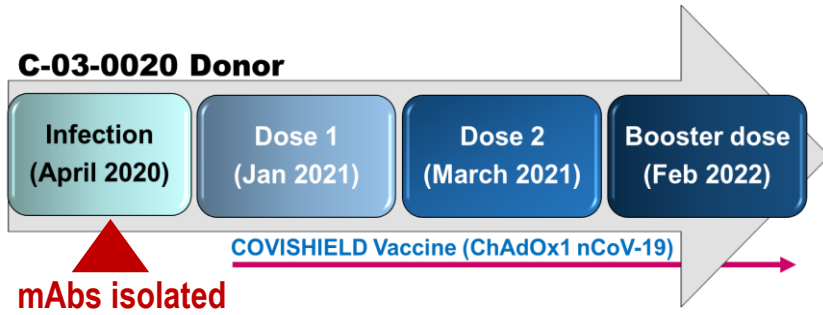 C-03-0020 Donor
Infection
(April 2020)
Dose 1
(Jan 2021)
Dose 2
(March 2021)
Booster dose
(Feb 2022)
COVISHIELD Vaccine (ChAdOx1 nCoV-19)
mAbs isolated